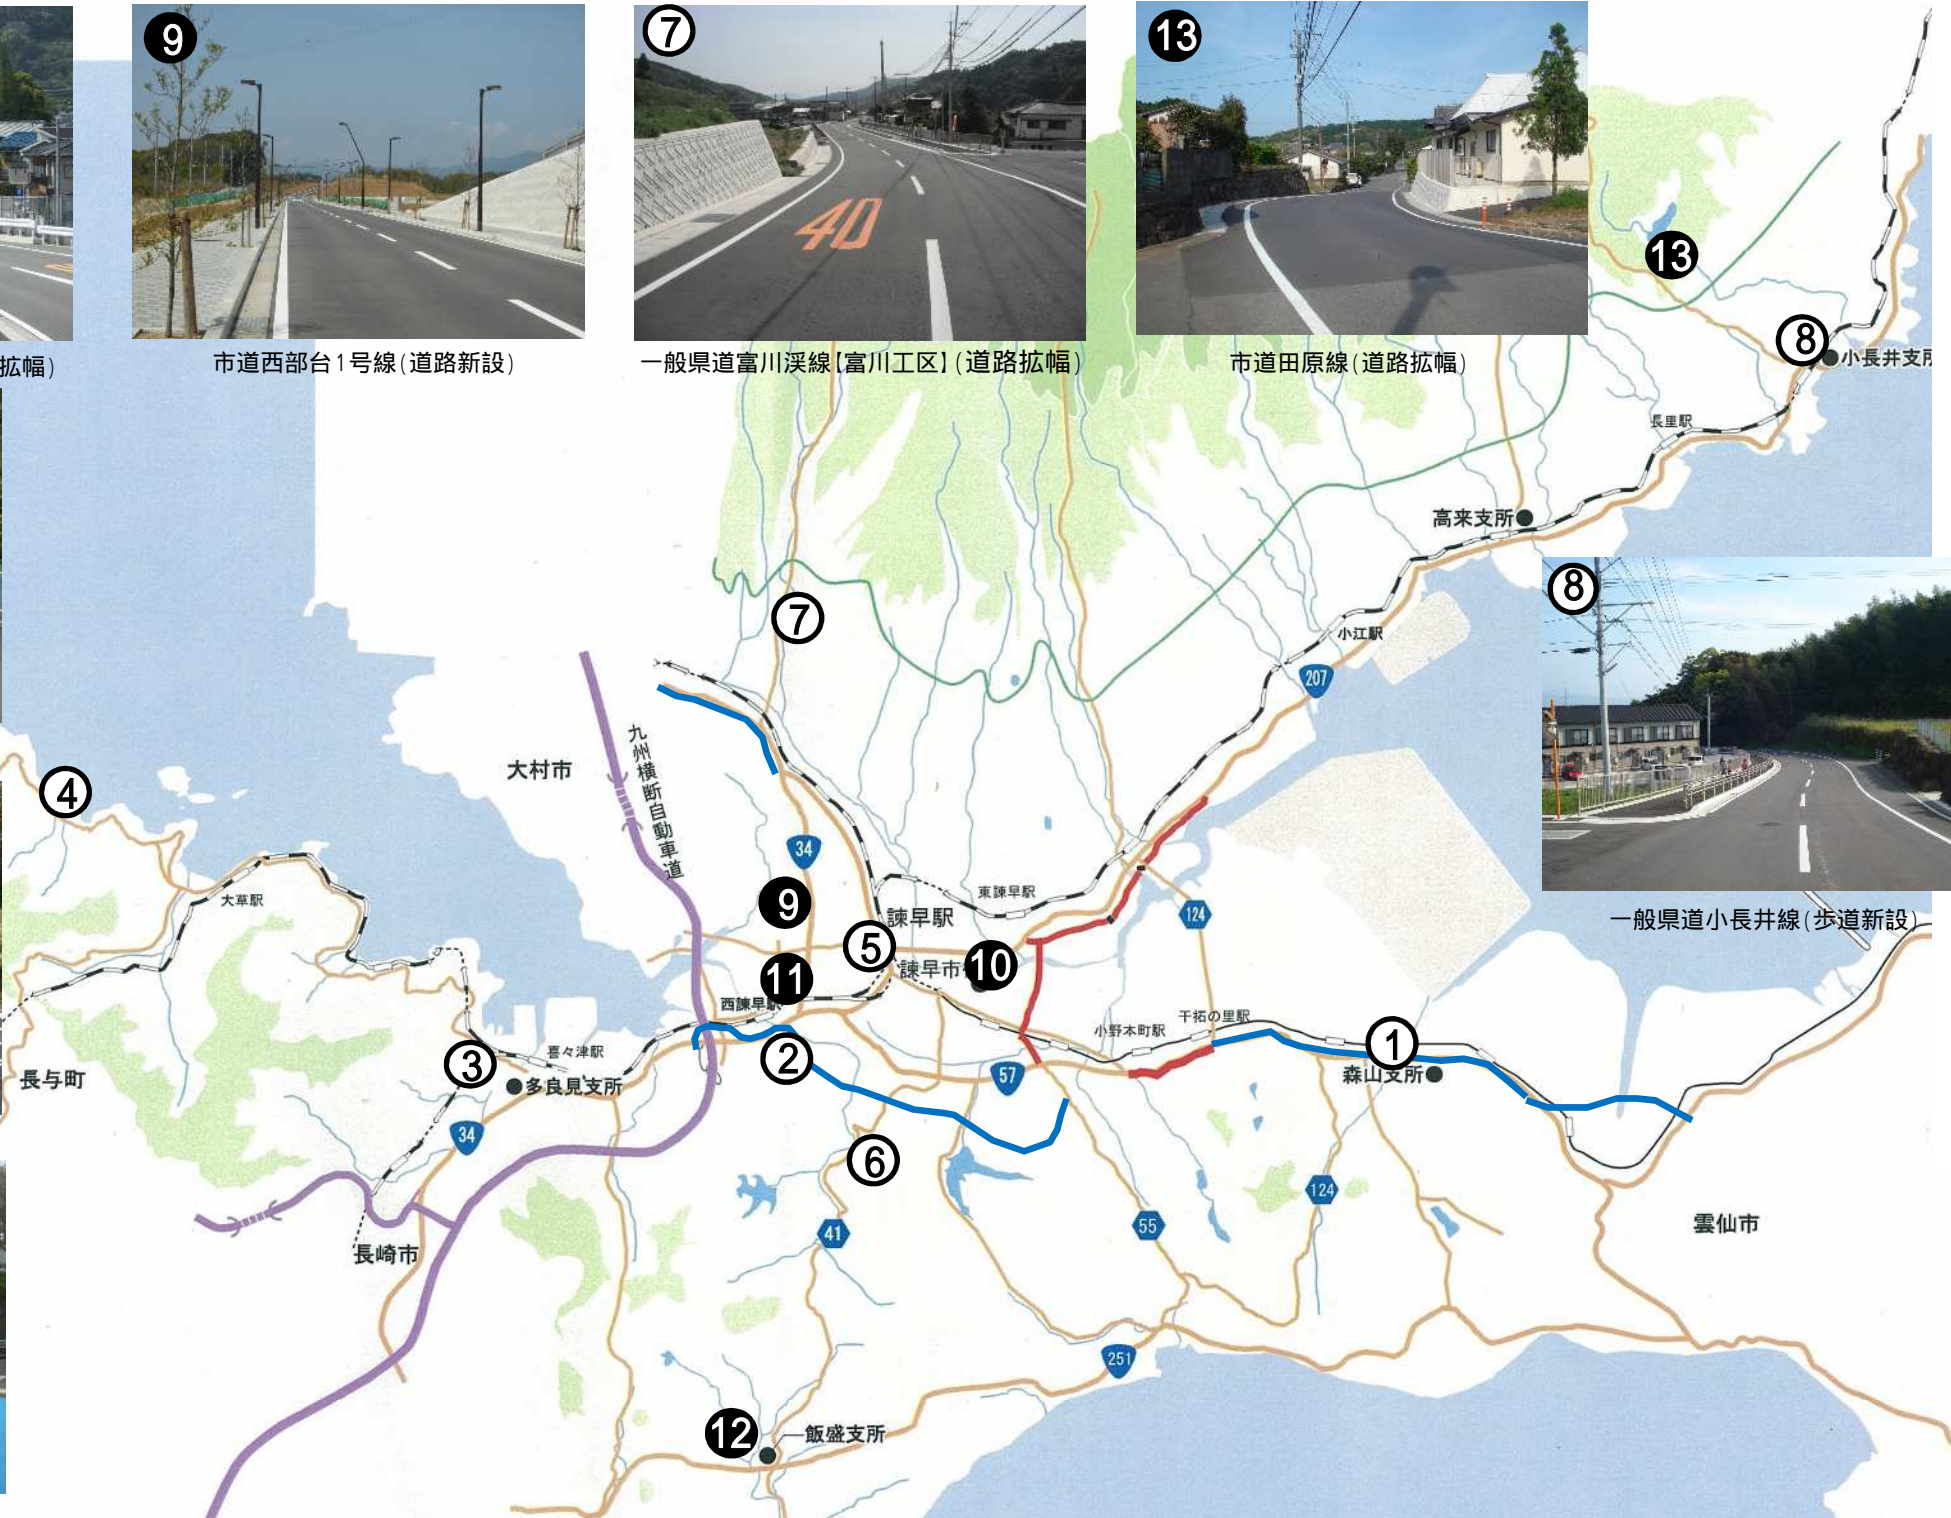 9
7
40
13
拡幅)
市道西部台1号線(道路新設)
一般県道富川渓線【富川工区】(道路拡幅)
市道田原線(道路拡幅)
13
8
小長井支所
長里駅
高来支所
8
一般県道小長井線(歩道新設)
7
小江駅
207
大村市
九州横断自動車道
4
34
大草駅
9
東諫早駅
諫早駅
124
5
諫早市
10
11
西諫早駅
小野本町駅
干拓の里駅
1
2
3
喜々津駅
多良見支所
57
森山支所
長与町
34
6
124
41
55
雲仙市
長崎市
251
12
飯盛支所